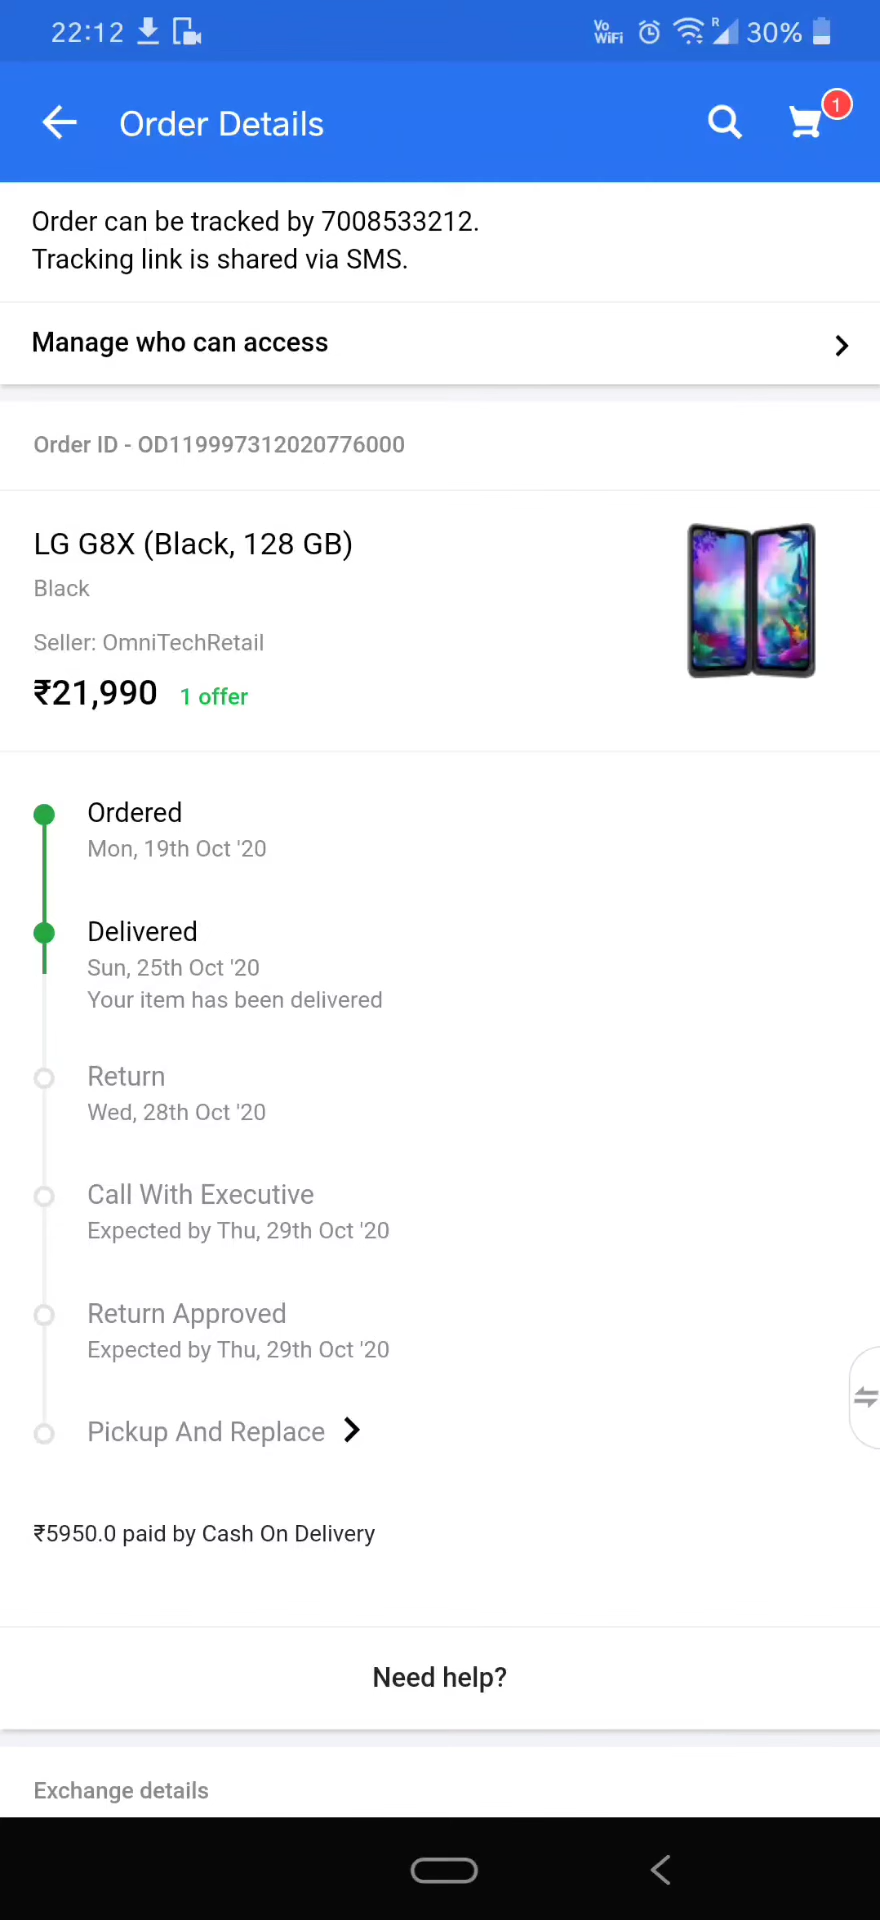 22:12
Vo
WiFi
R
30%
Order Details
1
Order can be tracked by 7008533212.
Tracking link is shared via SMS.
Manage who can access
Order ID - OD119997312020776000
LG G8X (Black, 128 GB)
Black
Seller: OmniTechRetail
₹21,990 1 offer
Ordered
Mon, 19th Oct '20
Delivered
Sun, 25th Oct '20
Your item has been delivered
Return
Wed, 28th Oct '20
Call With Executive
Expected by Thu, 29th Oct '20
Return Approved
Expected by Thu, 29th Oct '20
Pickup And Replace
₹5950.0 paid by Cash On Delivery
Need help?
Exchange details